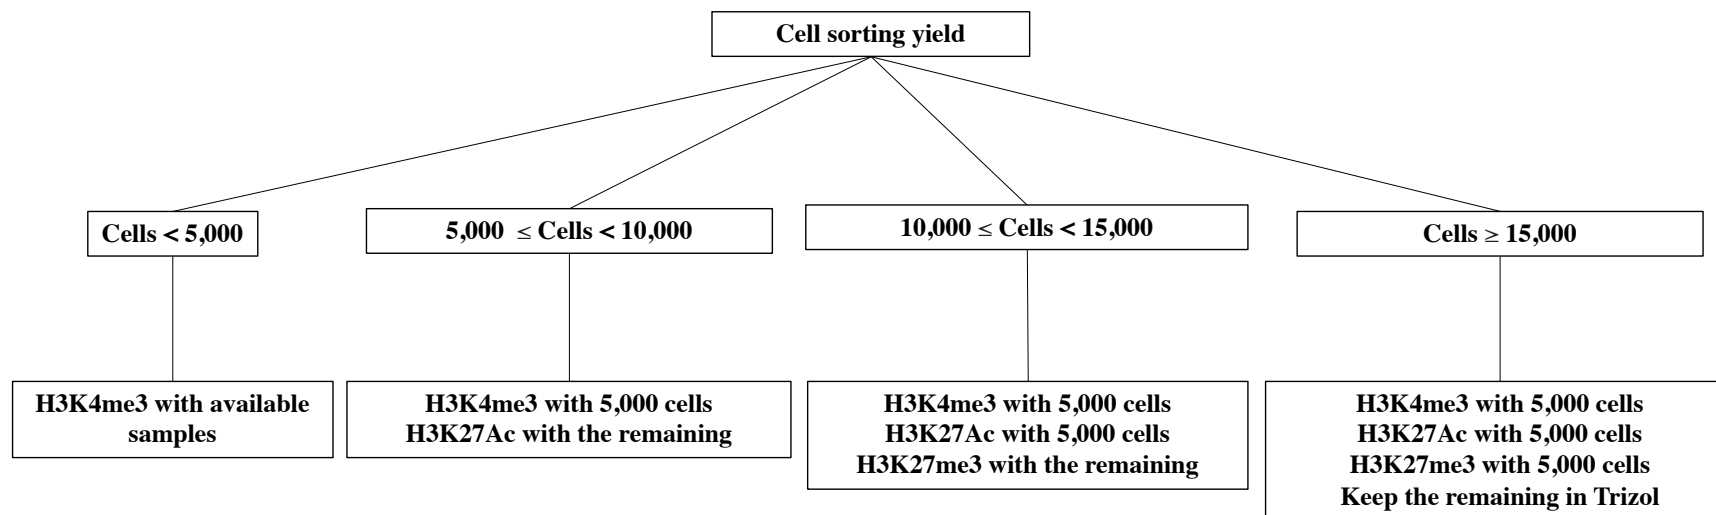 Cell sorting yield
Cells < 5,000
5,000 ≤ Cells < 10,000
10,000 ≤ Cells < 15,000
Cells ≥ 15,000
H3K4me3 with available
samples
H3K4me3 with 5,000 cells
H3K27Ac with the remaining
H3K4me3 with 5,000 cells
H3K27Ac with 5,000 cells
H3K27me3 with the remaining
H3K4me3 with 5,000 cells
H3K27Ac with 5,000 cells
H3K27me3 with 5,000 cells
Keep the remaining in Trizol